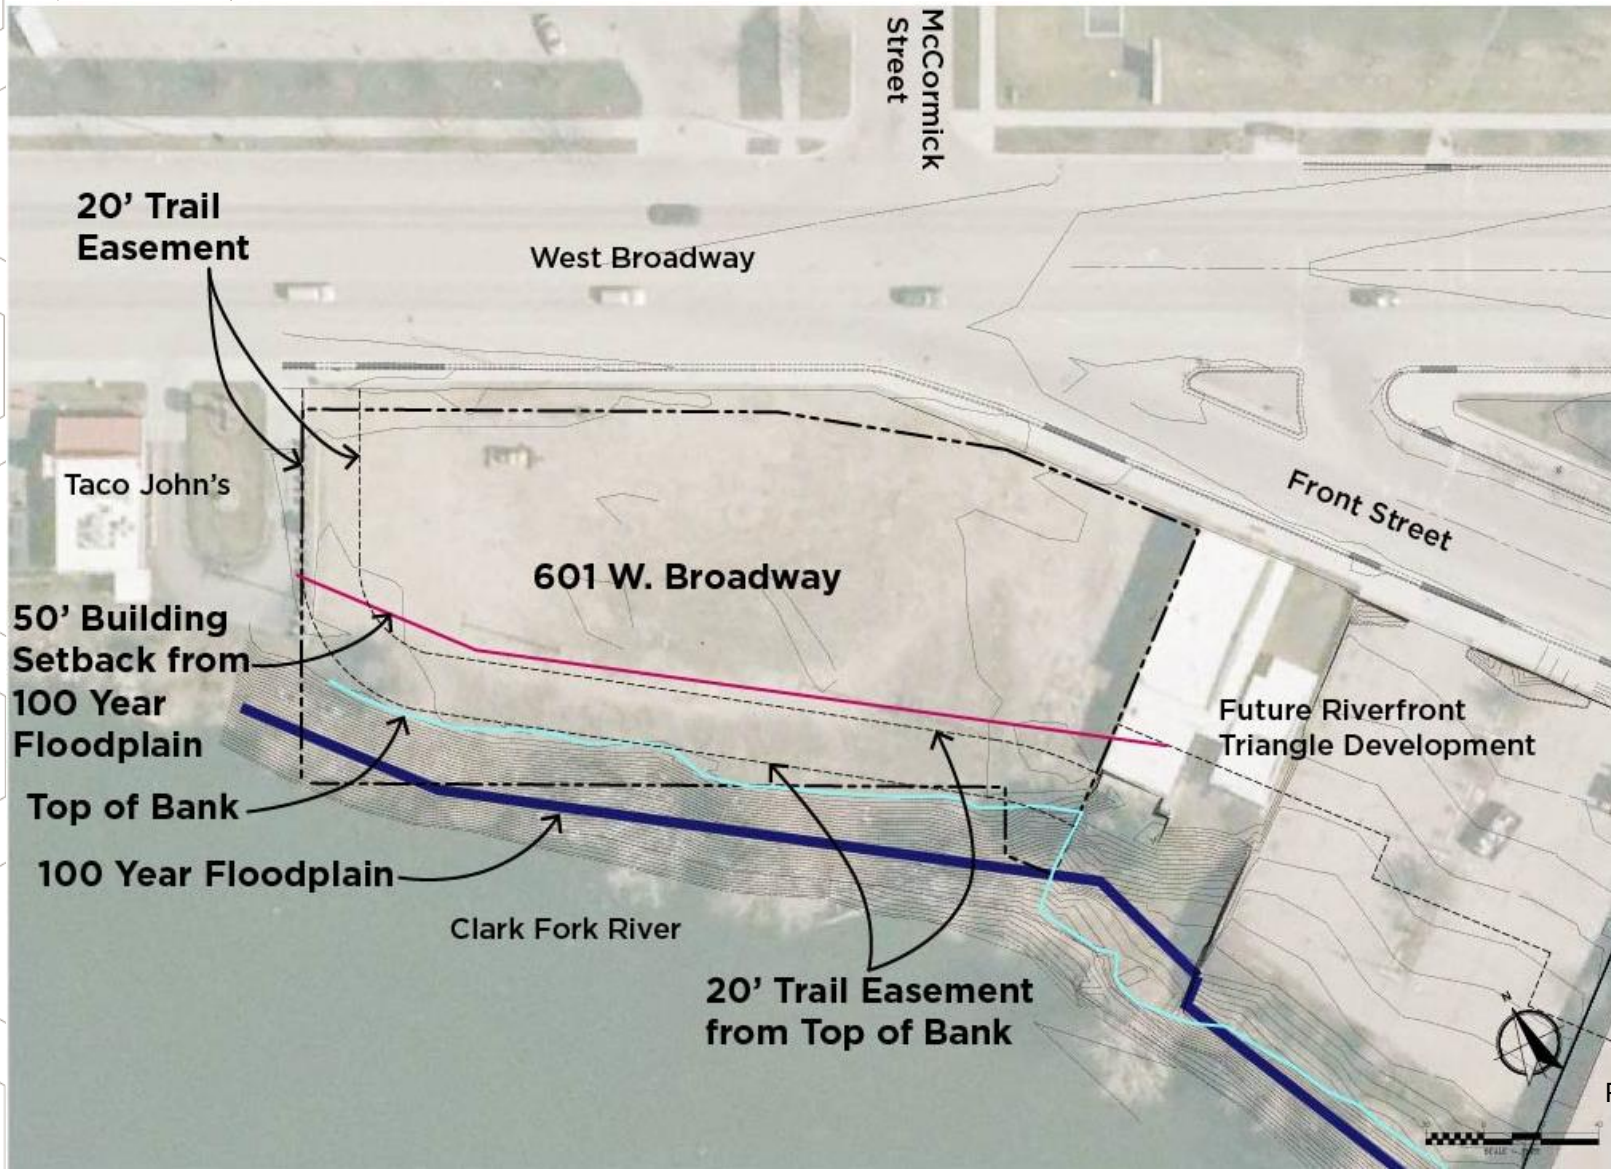 McCormick
Street
20’ Trail
Easement
West Broadway
Taco John’s
Front Street
601 W. Broadway
50’ Building
Setback from
100 Year
Floodplain
Future Riverfront
Triangle Development
Top of Bank
100 Year Floodplain
Clark Fork River
20’ Trail Easement
from Top of Bank
N